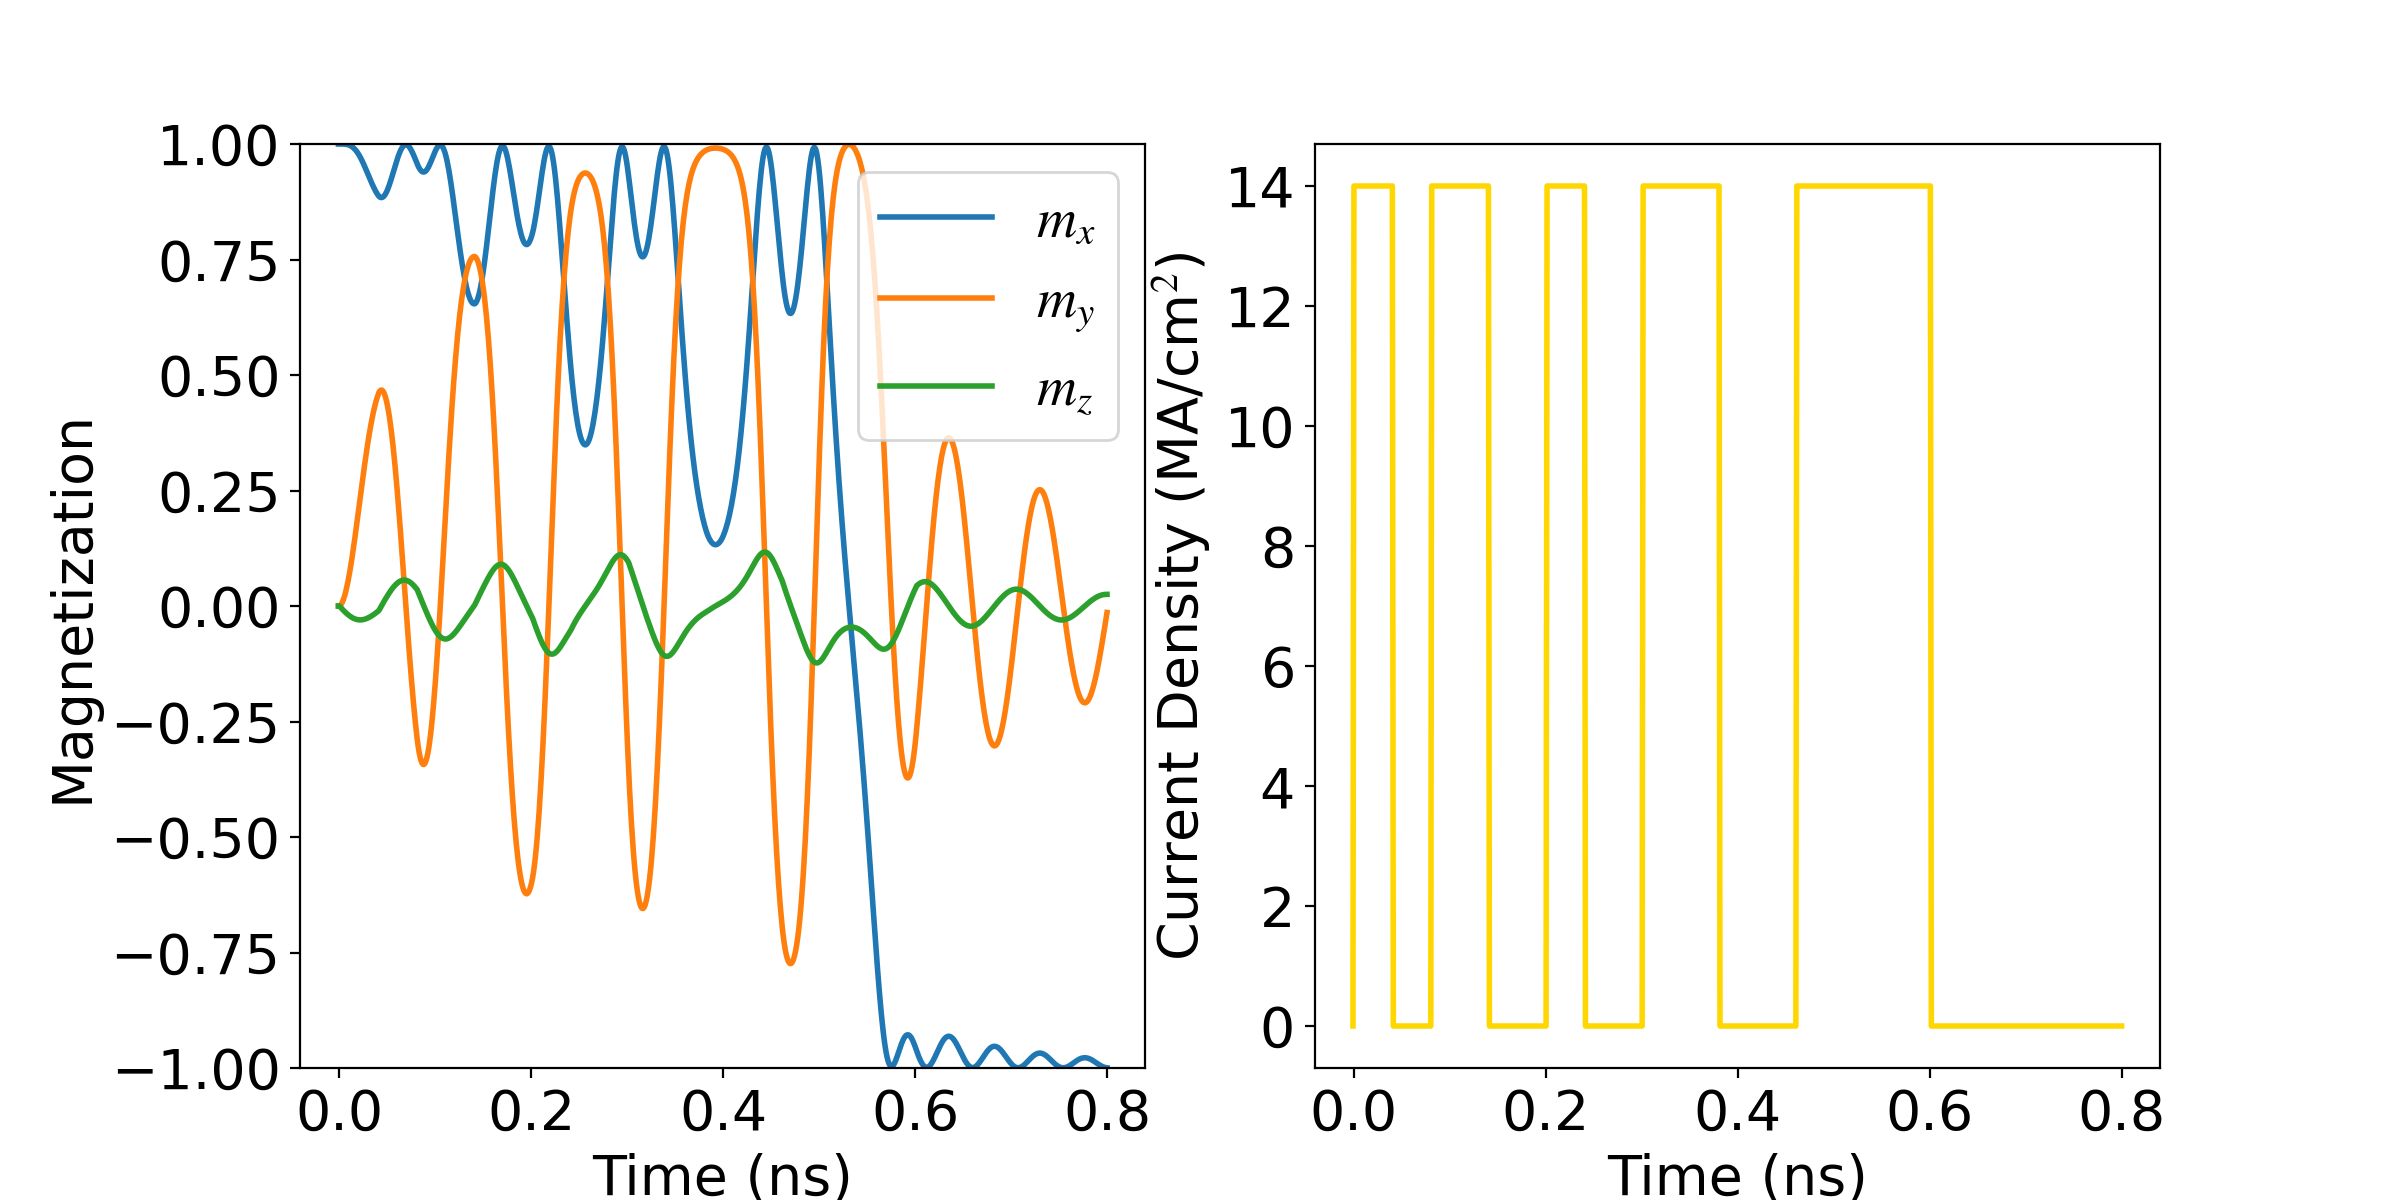 Magnetization
1.00
0.75
0.50
0.25
0.00
−0.25
−0.50
−0.75
−1.00
0.0 0.2 0.4 0.6 0.8
Time (ns)
mₓ
m_y
m_z
Current Density (MA/cm²)
14
12
10
8
6
4
2
0
0.0 0.2 0.4 0.6 0.8
Time (ns)